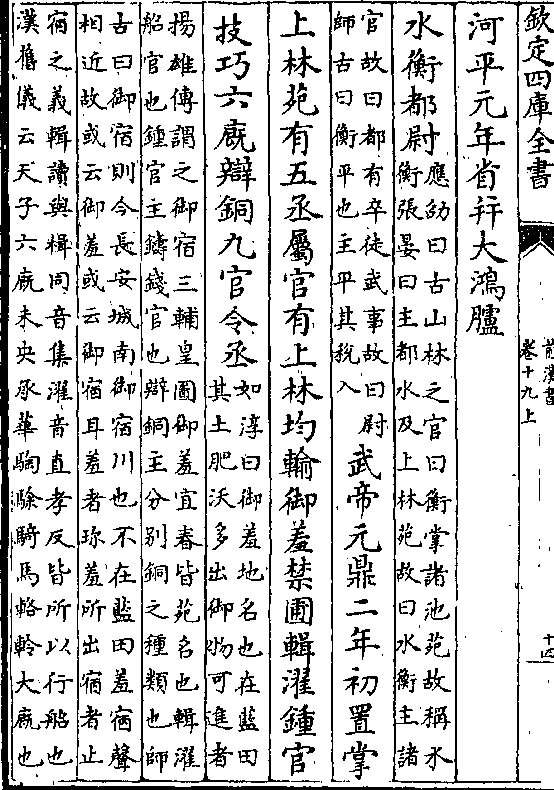 欽定四庫全書
前漢書
卷十九上
十四
河平元年省并大鴻臚
水衡都尉
應劭曰古山林之官曰衡掌諸池苑故稱水
衡張晏曰主都水及上林苑故曰水衡主諸
官故曰都有卒徒武事故曰尉
師古曰衡平也主平其稅入
武帝元鼎二年初置掌
上林苑有五丞屬官有上林均輸御羞禁圃輯濯鍾官
技巧六廄辯銅九官令丞
如淳曰御羞地名也在藍田
其土肥沃多出御物可進者
揚雄傳謂之御宿三輔皇圖御羞宜春皆苑名也輯濯
船官也鍾官主鑄錢官也辯銅主分别銅之種類也師
古曰御宿則今長安城南御宿川也不在藍田羞宿聲
相近故或云御羞或云御宿耳羞者珍羞所出宿者止
宿之義輯讀與楫同音集濯音直孝反皆所以行船也
漢舊儀云天子六廄未央承華騊駼騎馬輅軨大廄也